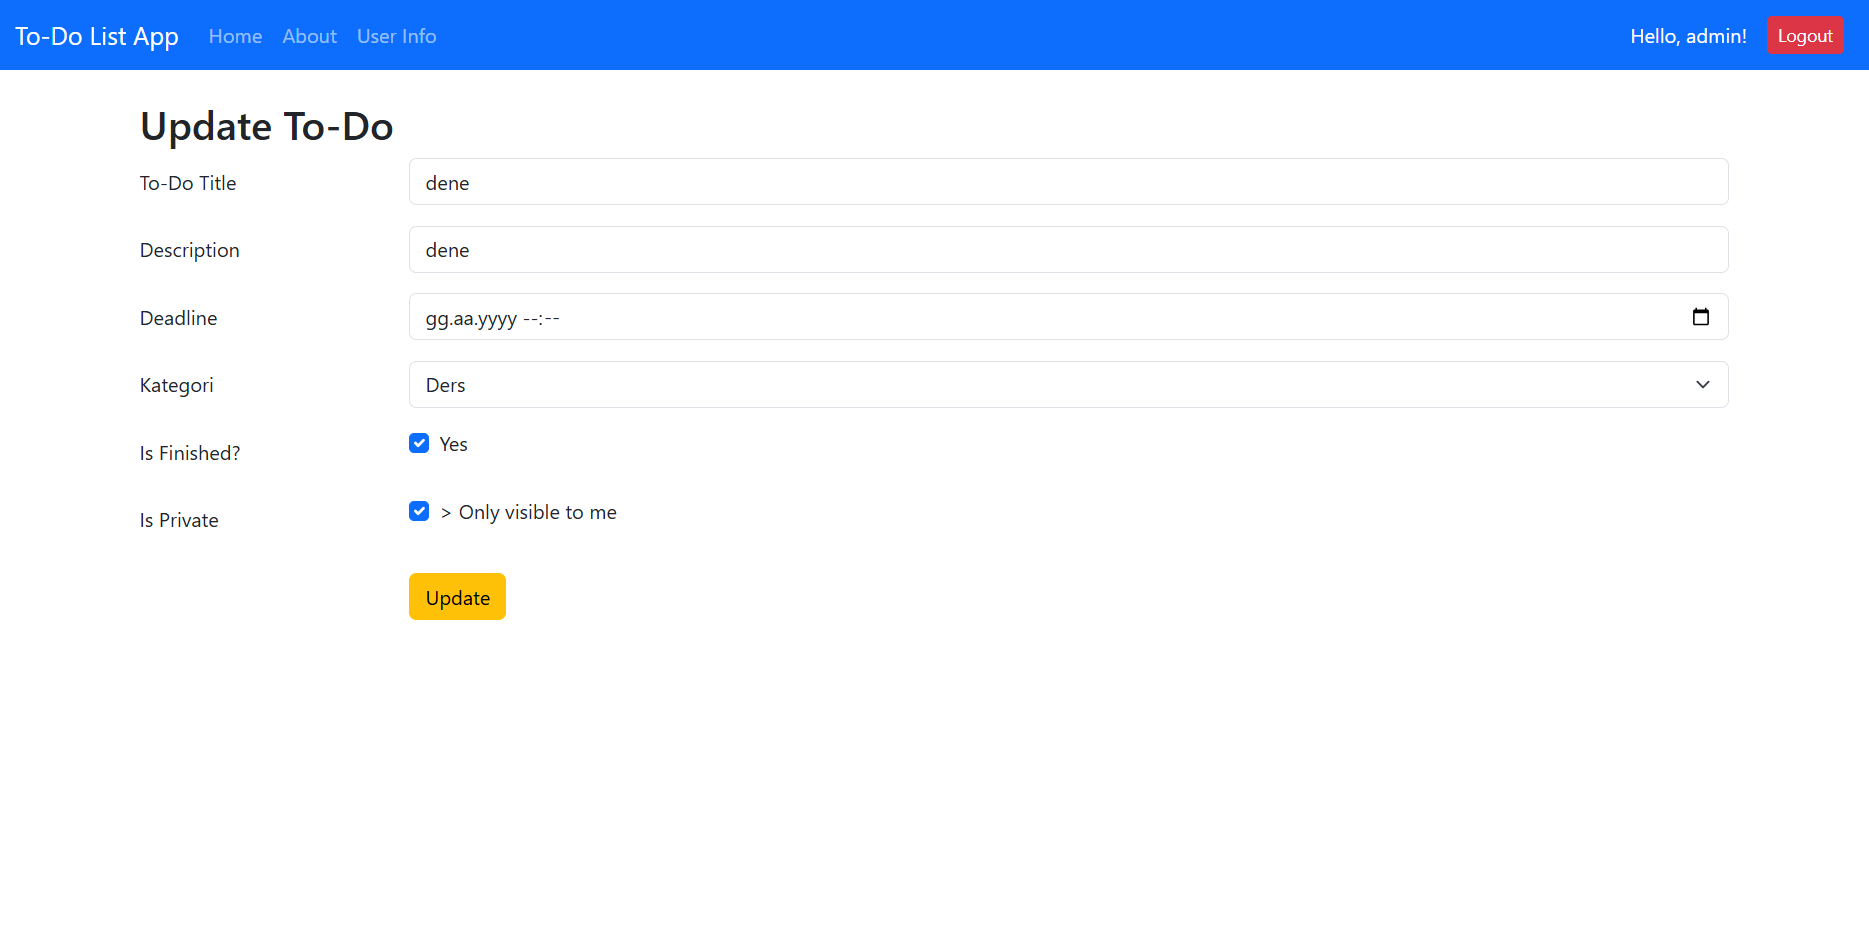 To-Do List App Home About User Info Hello, admin! Logout
Update To-Do
To-Do Title dene
Description dene
Deadline gg.aa.yyyy --:--
Kategori Ders
Is Finished? Yes
Is Private > Only visible to me
Update